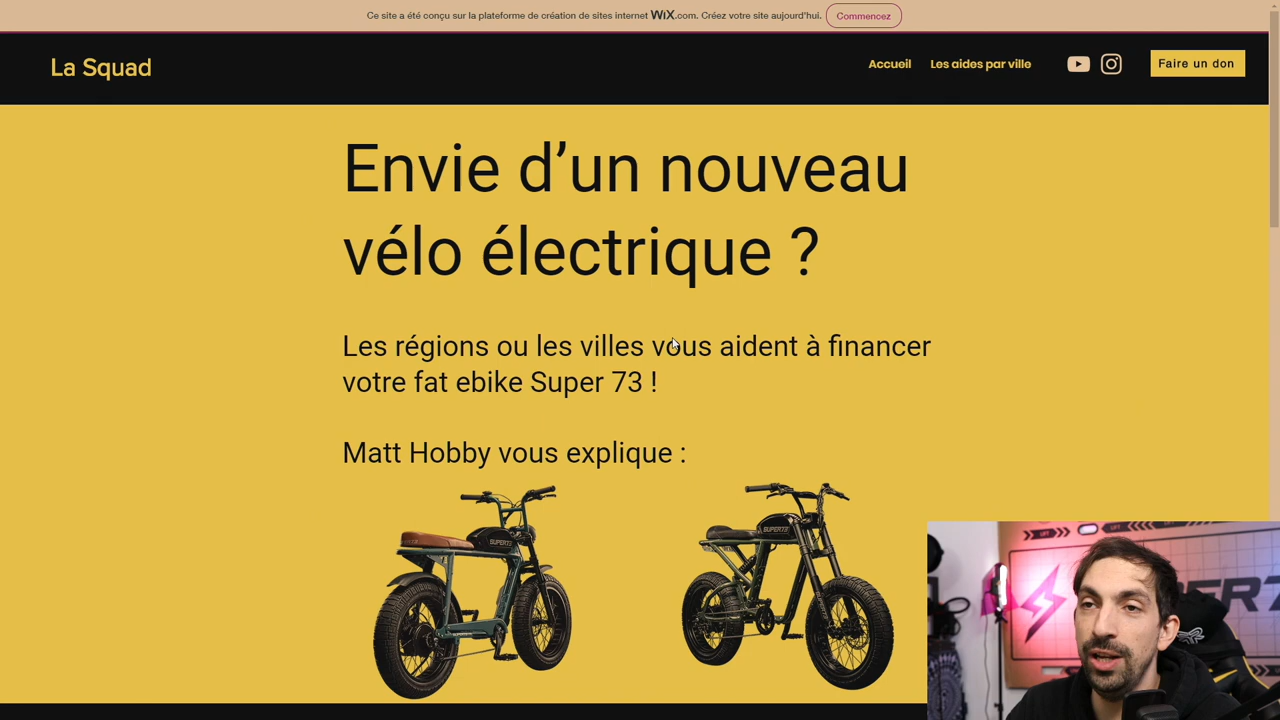 Ce site a été conçu sur la plateforme de création de sites internet WiX.com. Créez votre site aujourd'hui. Commencez
La Squad
Accueil Les aides par ville
Faire un don
Envie d’un nouveau
vélo électrique ?
Les régions ou les villes vous aident à financer
votre fat ebike Super 73 !
Matt Hobby vous explique :
SUPER73
SUPER73